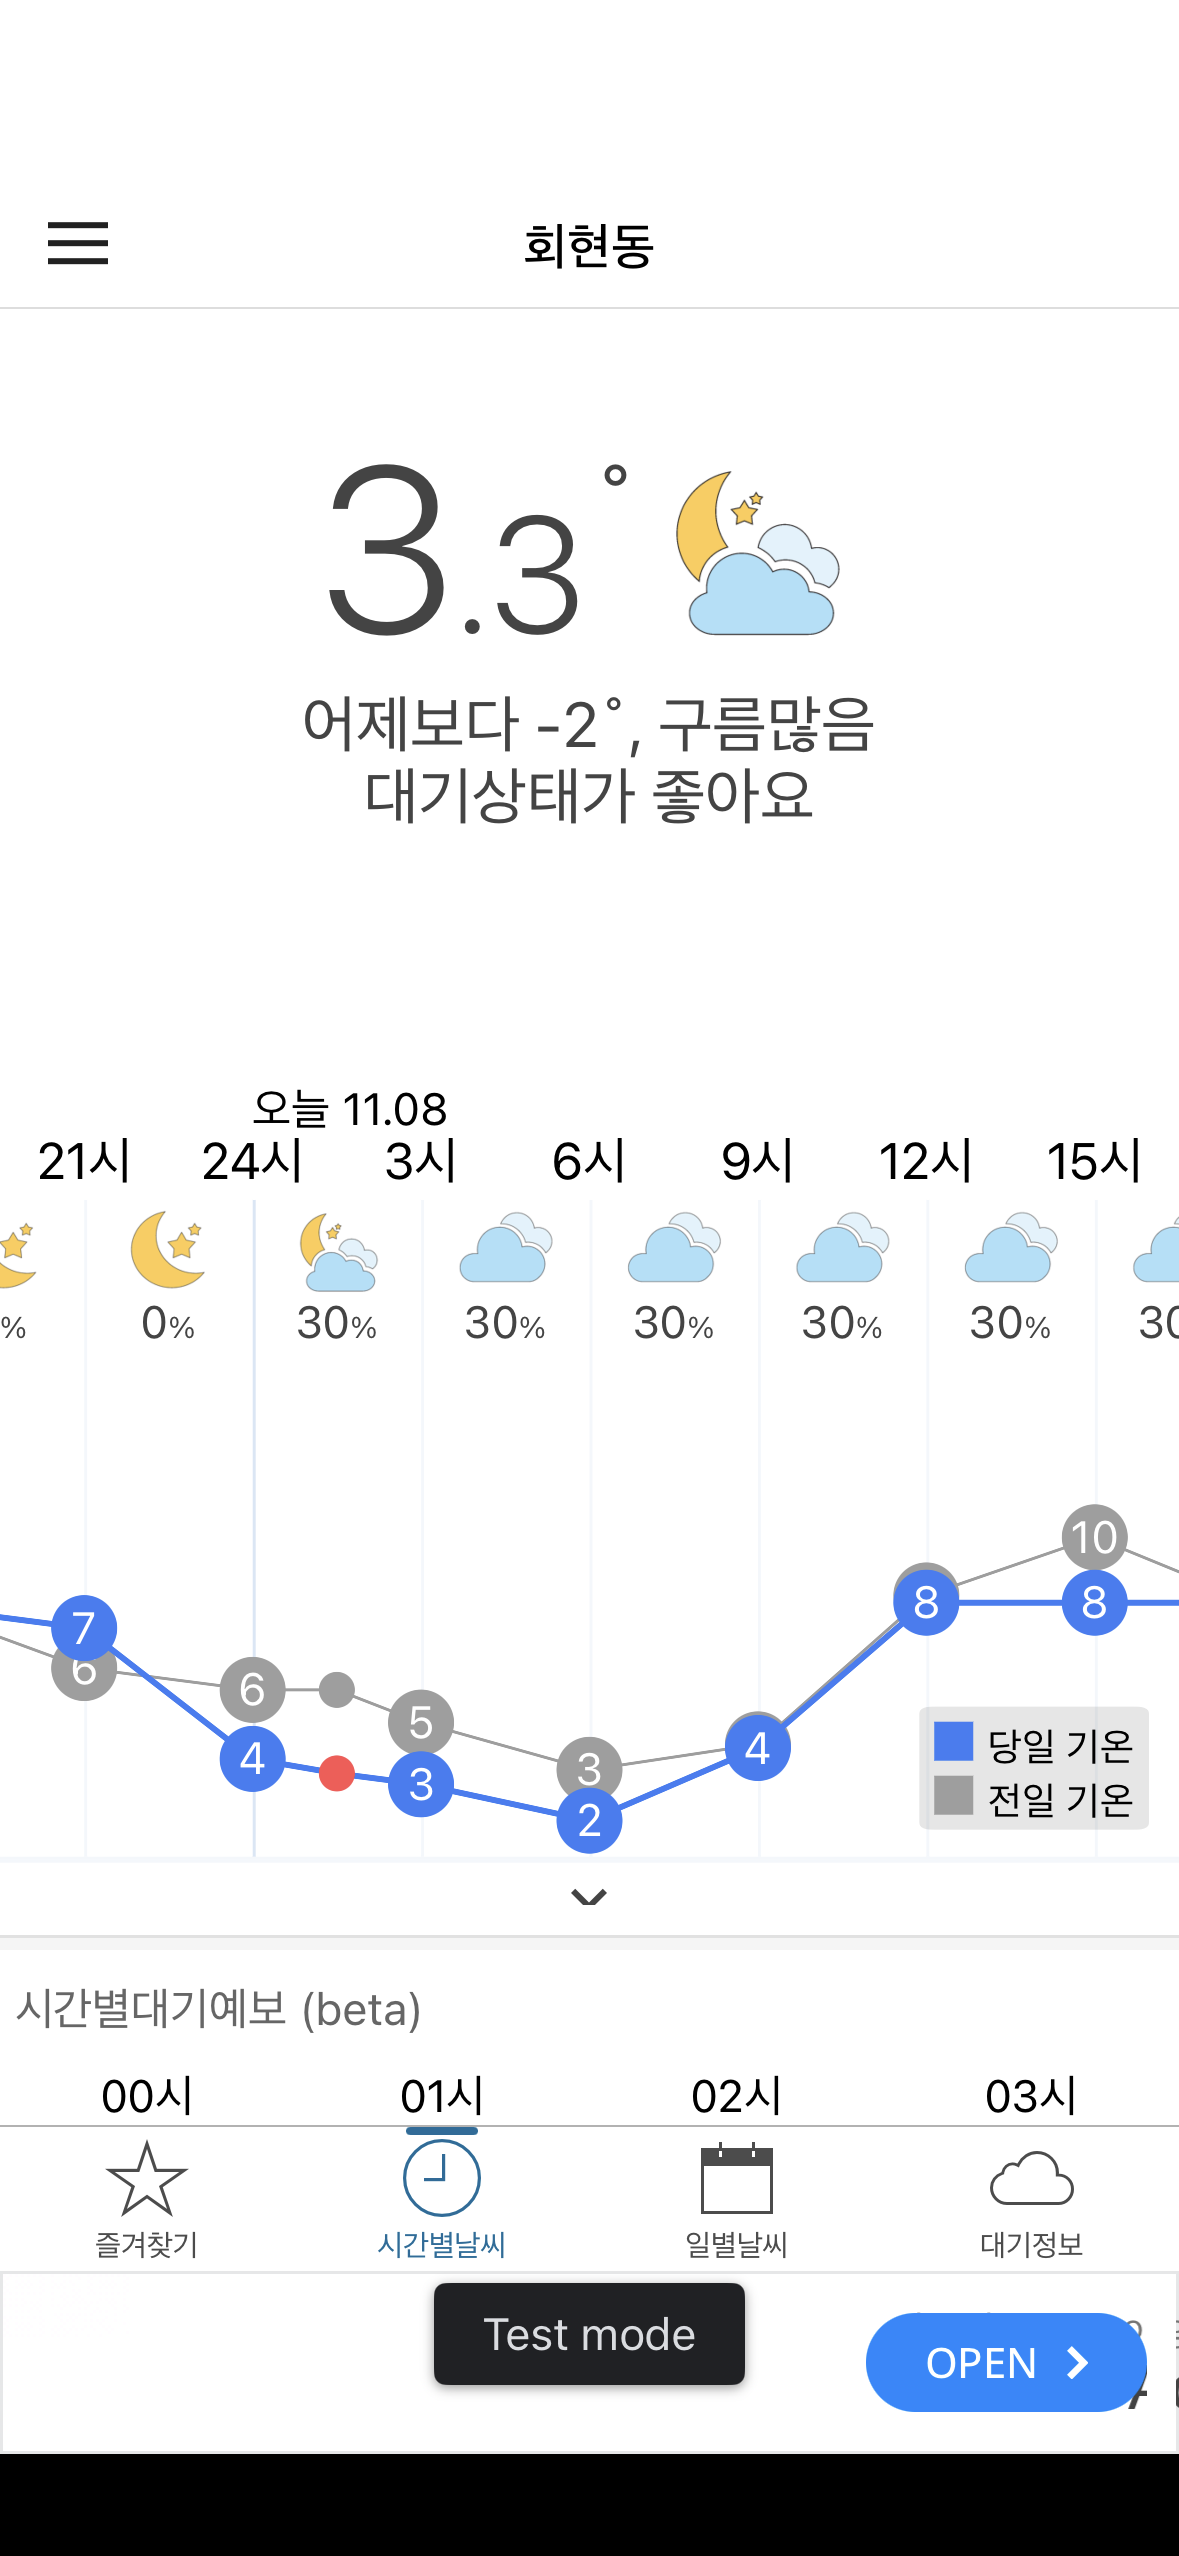 회현동
3.3°
어제보다 -2°, 구름많음
대기상태가 좋아요
오늘 11.08
21시 24시 3시 6시 9시 12시 15시
% 0% 30% 30% 30% 30% 30% 30
10
8 8
7
6 6 5 3 4
4 3 2
당일 기온
전일 기온
시간별대기예보 (beta)
00시 01시 02시 03시
즐겨찾기 시간별날씨 일별날씨 대기정보
Test mode
OPEN